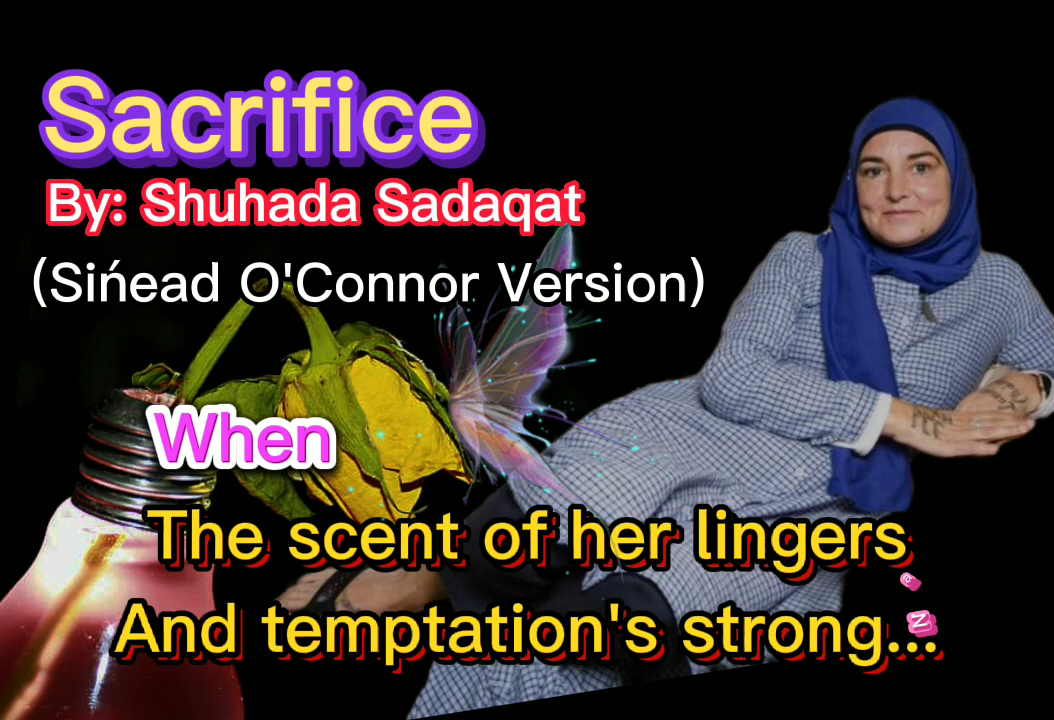 Sacrifice
By: Shuhada Sadaqat
(Sińead O'Connor Version)
When
The scent of her lingers
And temptation's strong...